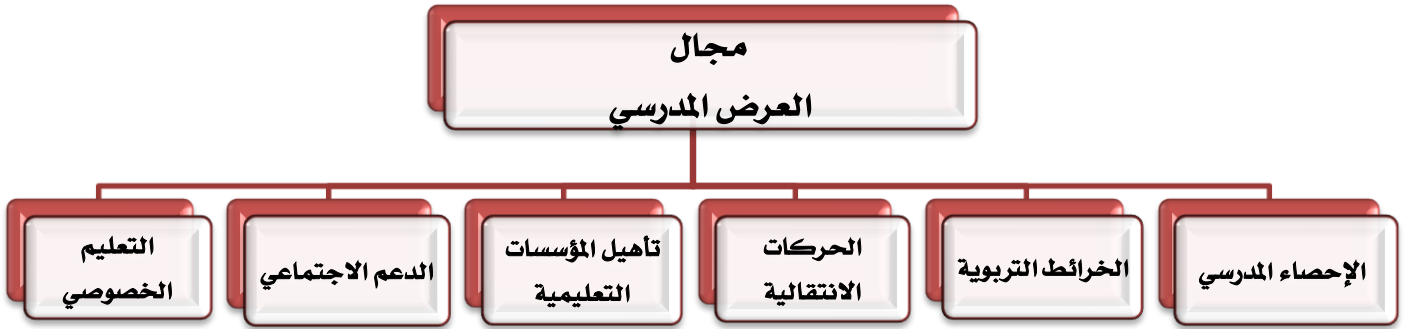 مجال
العرض المدرسي
الإحصاء المدرسي
الخرائط التربوية
الحركات
الانتقالية
تأهيل المؤسسات
التعليمية
الدعم الاجتماعي
التعليم
الخصوصي